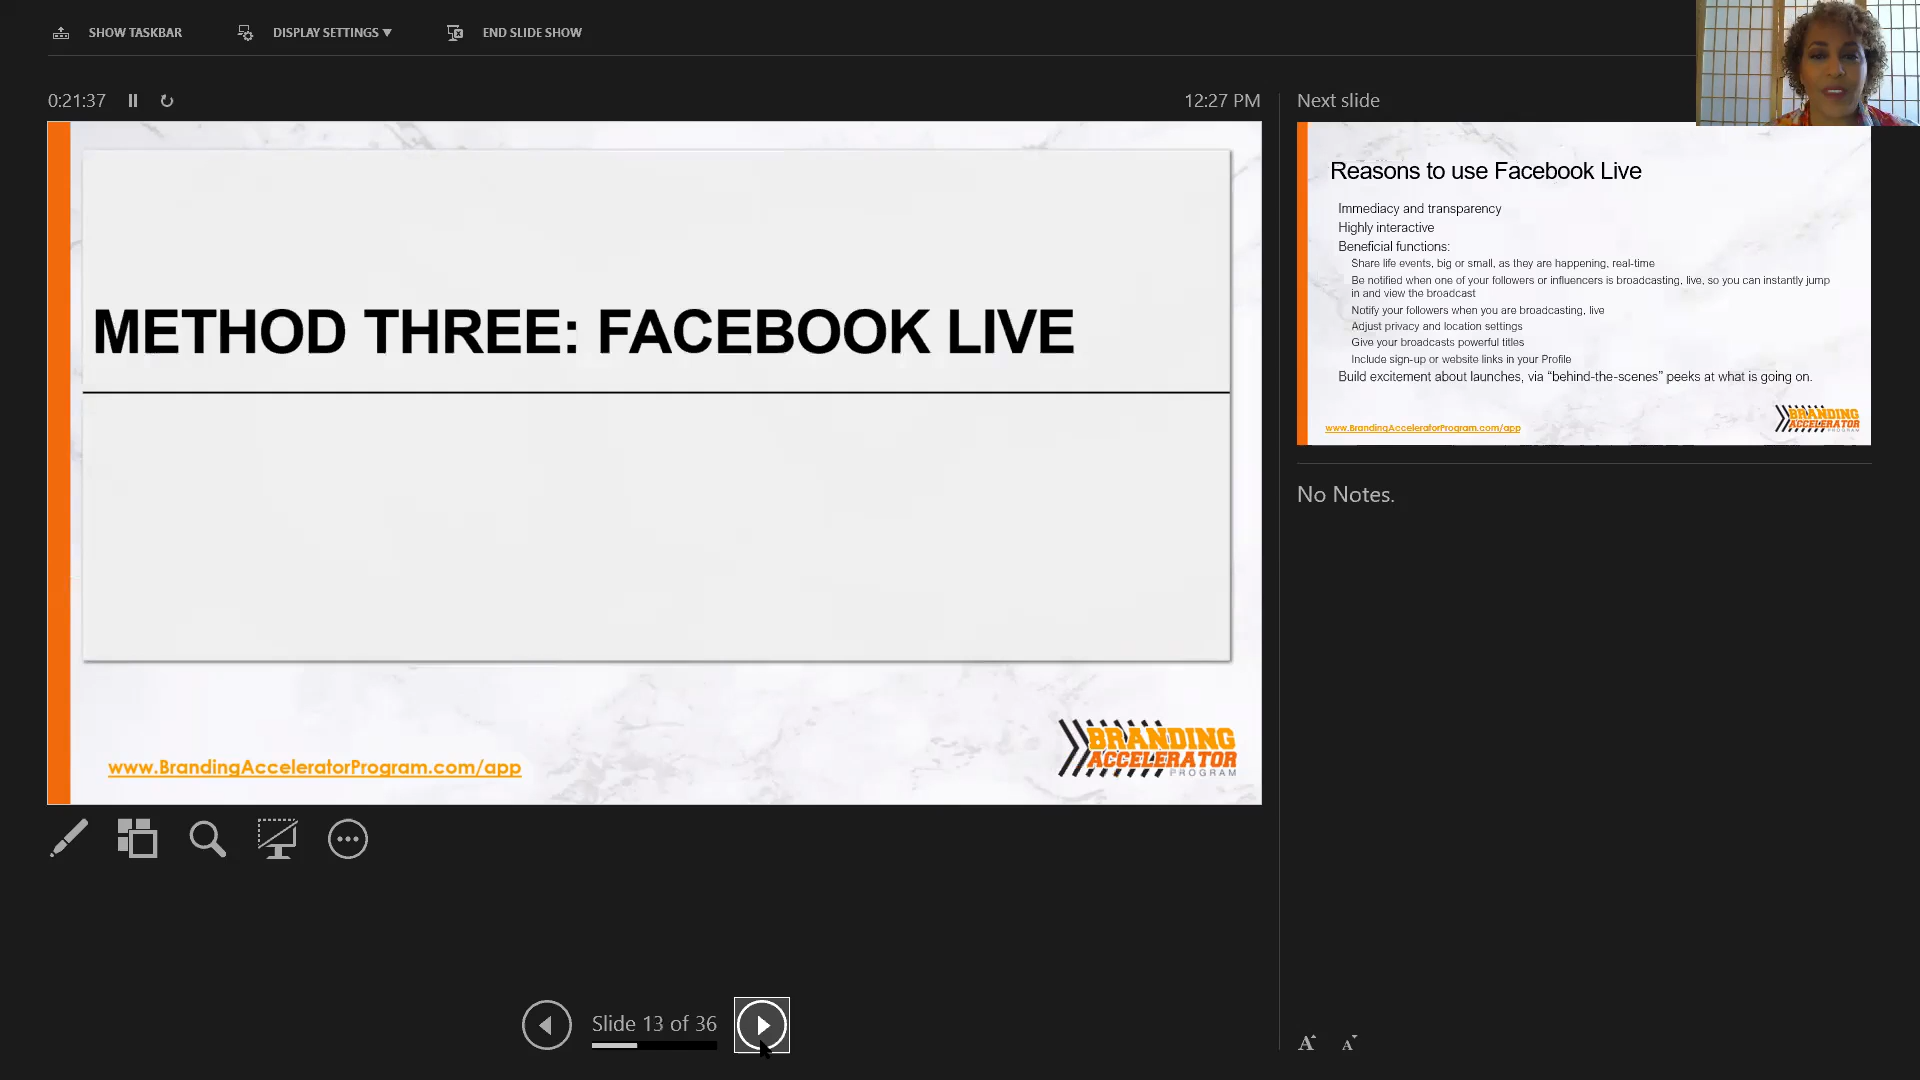 SHOW TASKBAR
DISPLAY SETTINGS ▼
END SLIDE SHOW
0:21:37
12:27 PM
Next slide
METHOD THREE: FACEBOOK LIVE
www.BrandingAcceleratorProgram.com/app
BRANDING
ACCELERATOR
PROGRAM
Reasons to use Facebook Live
Immediacy and transparency
Highly interactive
Beneficial functions:
Share life events, big or small, as they are happening, real-time
Be notified when one of your followers or influencers is broadcasting, live, so you can instantly jump
in and view the broadcast
Notify your followers when you are broadcasting, live
Adjust privacy and location settings
Give your broadcasts powerful titles
Include sign-up or website links in your Profile
Build excitement about launches, via “behind-the-scenes” peeks at what is going on.
www.BrandingAcceleratorProgram.com/app
BRANDING
ACCELERATOR
PROGRAM
No Notes.
Slide 13 of 36
A A